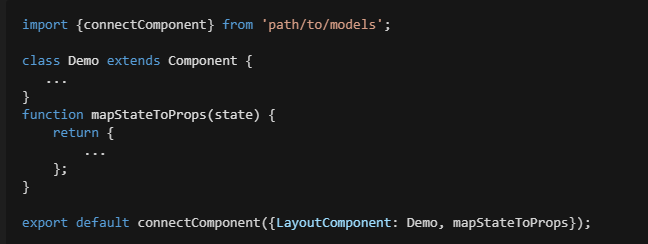 import {connectComponent} from 'path/to/models';
class Demo extends Component {
...
}
function mapStateToProps(state) {
return {
...
};
}
export default connectComponent({LayoutComponent: Demo, mapStateToProps});